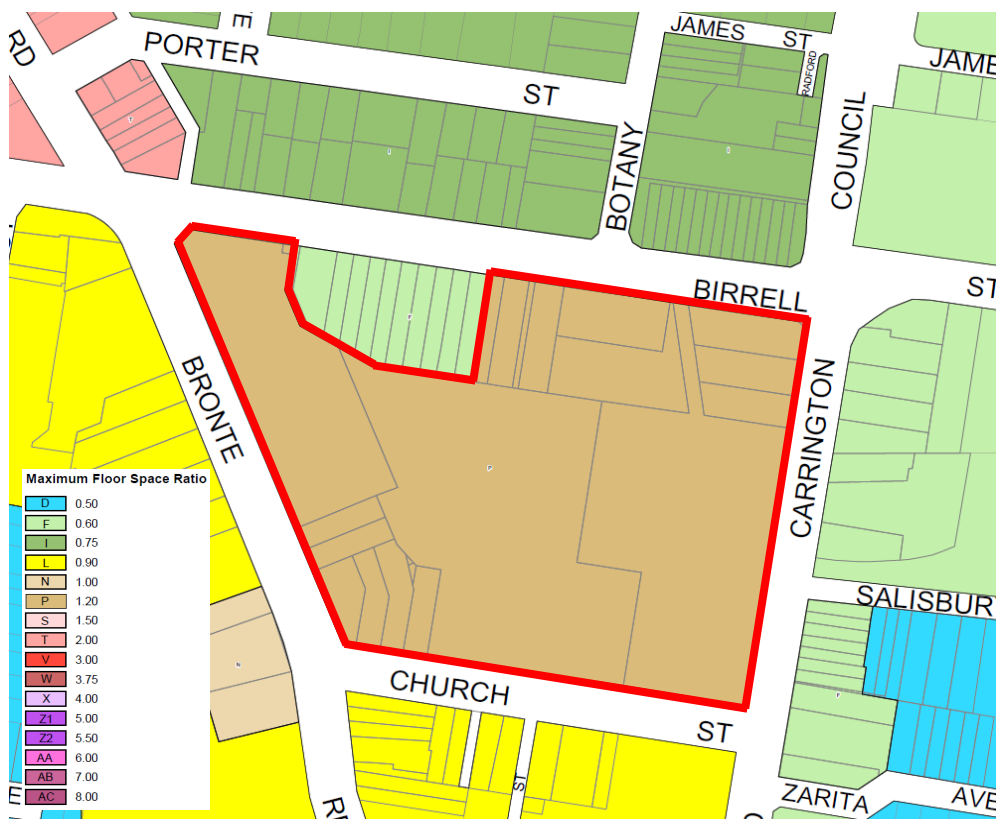 RD
PORTER
E
ST
JAMES ST
RADFORD
JAME
BOTANY
COUNCIL
T
I
I
ST
BIRRELL
F
BRONTE
P
CARRINGTON
Maximum Floor Space Ratio
D 0.50
F 0.60
I 0.75
L 0.90
N 1.00
P 1.20
S 1.50
T 2.00
V 3.00
W 3.75
X 4.00
Z1 5.00
Z2 5.50
AA 6.00
AB 7.00
AC 8.00
N
SALISBUR
CHURCH
ST
F
ST
ZARITA
AVE
E